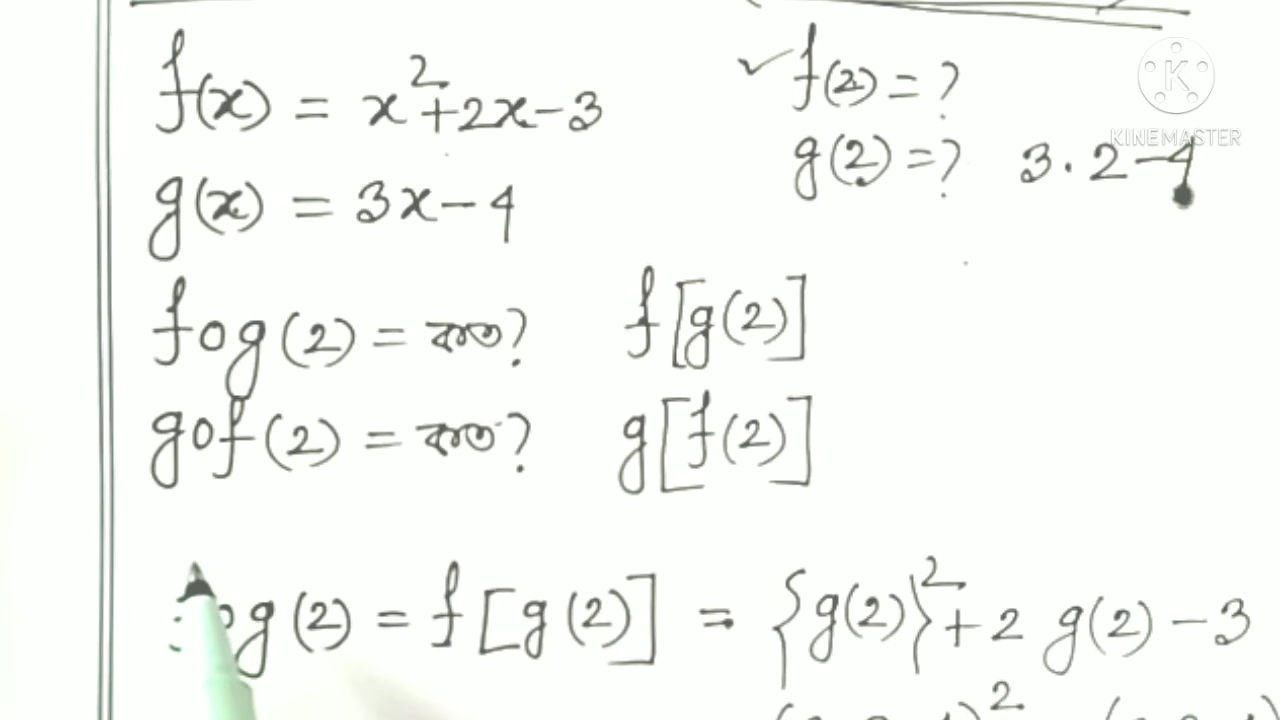 f(x) = x²+2x-3
✓ f(2) = ?
KINEMASTER
g(2) = ? 3.2-4
g(x) = 3x-4
fog(2) = কত? f[g(2)]
gof(2) = কত? g[f(2)]
og(2) = f[g(2)] = {g(2)}²+2 g(2)-3